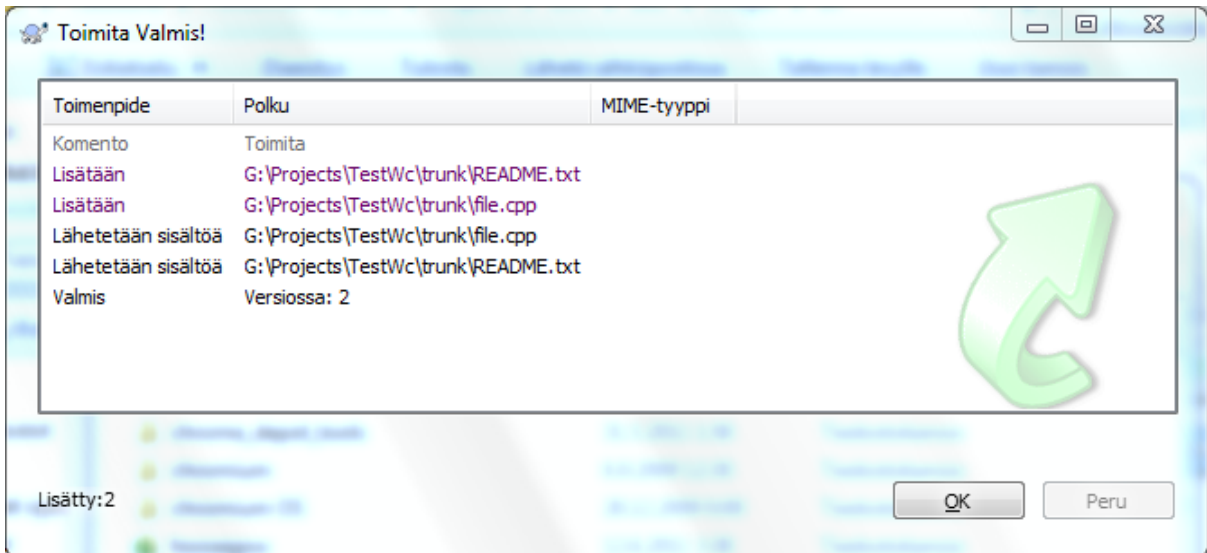 Toimita Valmis!
Toimenpide Polku MIME-tyyppi
Komento Toimita
Lisätään G:\Projects\TestWc\trunk\README.txt
Lisätään G:\Projects\TestWc\trunk\file.cpp
Lähetetään sisältöä G:\Projects\TestWc\trunk\file.cpp
Lähetetään sisältöä G:\Projects\TestWc\trunk\README.txt
Valmis Versiossa: 2
Lisätty:2 OK Peru